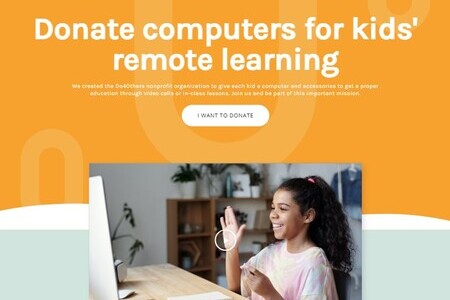 Donate computers for kids'
remote learning
We created the Do4Others nonprofit organization to give each kid a computer and accessories to get a proper
education through video calls or in-class lessons. Join us and be part of this important mission.
I WANT TO DONATE